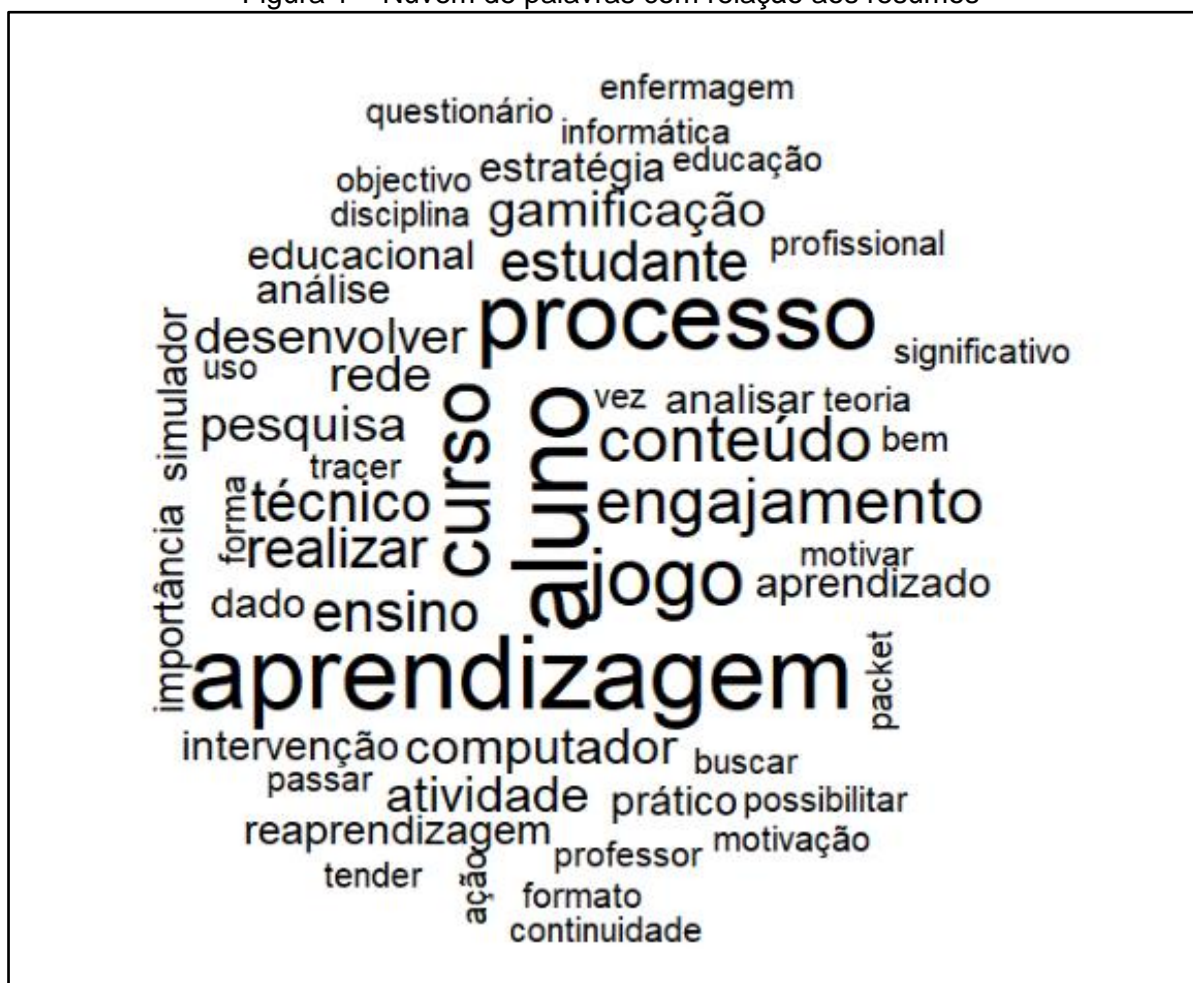 Figura 1 – Nuvem de palavras com relação aos resumos
enfermagem
questionário
informática
objectivo estratégia educação
disciplina gamificação
educacional estudante profissional
análise
desenvolver processo significativo
uso rede
simulador
vez analisar teoria
pesquisa curso aluno conteúdo bem
tracer
forma técnico engajamento
realizar
importância
motivar
jogo aprendizado
dado ensino
aprendizagem packet
intervenção computador buscar
passar atividade prático possibilitar
reaprendizagem professor motivação
tender ação formato
continuidade